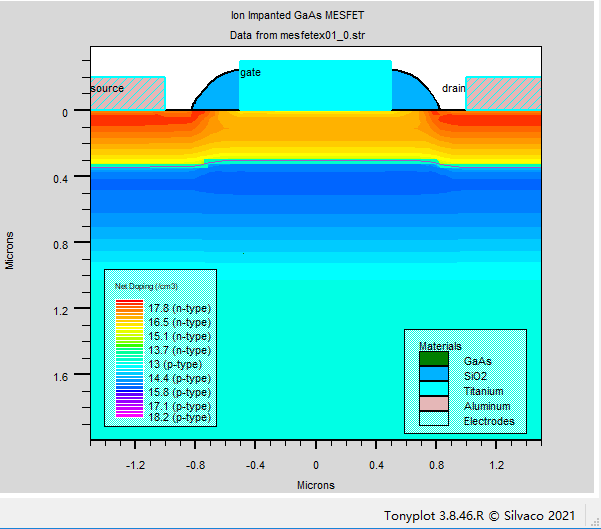 Ion Impanted GaAs MESFET
Data from mesfetex01_0.str
gate
source
drain
0
0.4
0.8
1.2
1.6
Microns
Net Doping (/cm3)
17.8 (n-type)
16.5 (n-type)
15.1 (n-type)
13.7 (n-type)
13 (p-type)
14.4 (p-type)
15.8 (p-type)
17.1 (p-type)
18.2 (p-type)
Materials
GaAs
SiO2
Titanium
Aluminum
Electrodes
-1.2 -0.8 -0.4 0 0.4 0.8 1.2
Microns
Tonyplot 3.8.46.R © Silvaco 2021